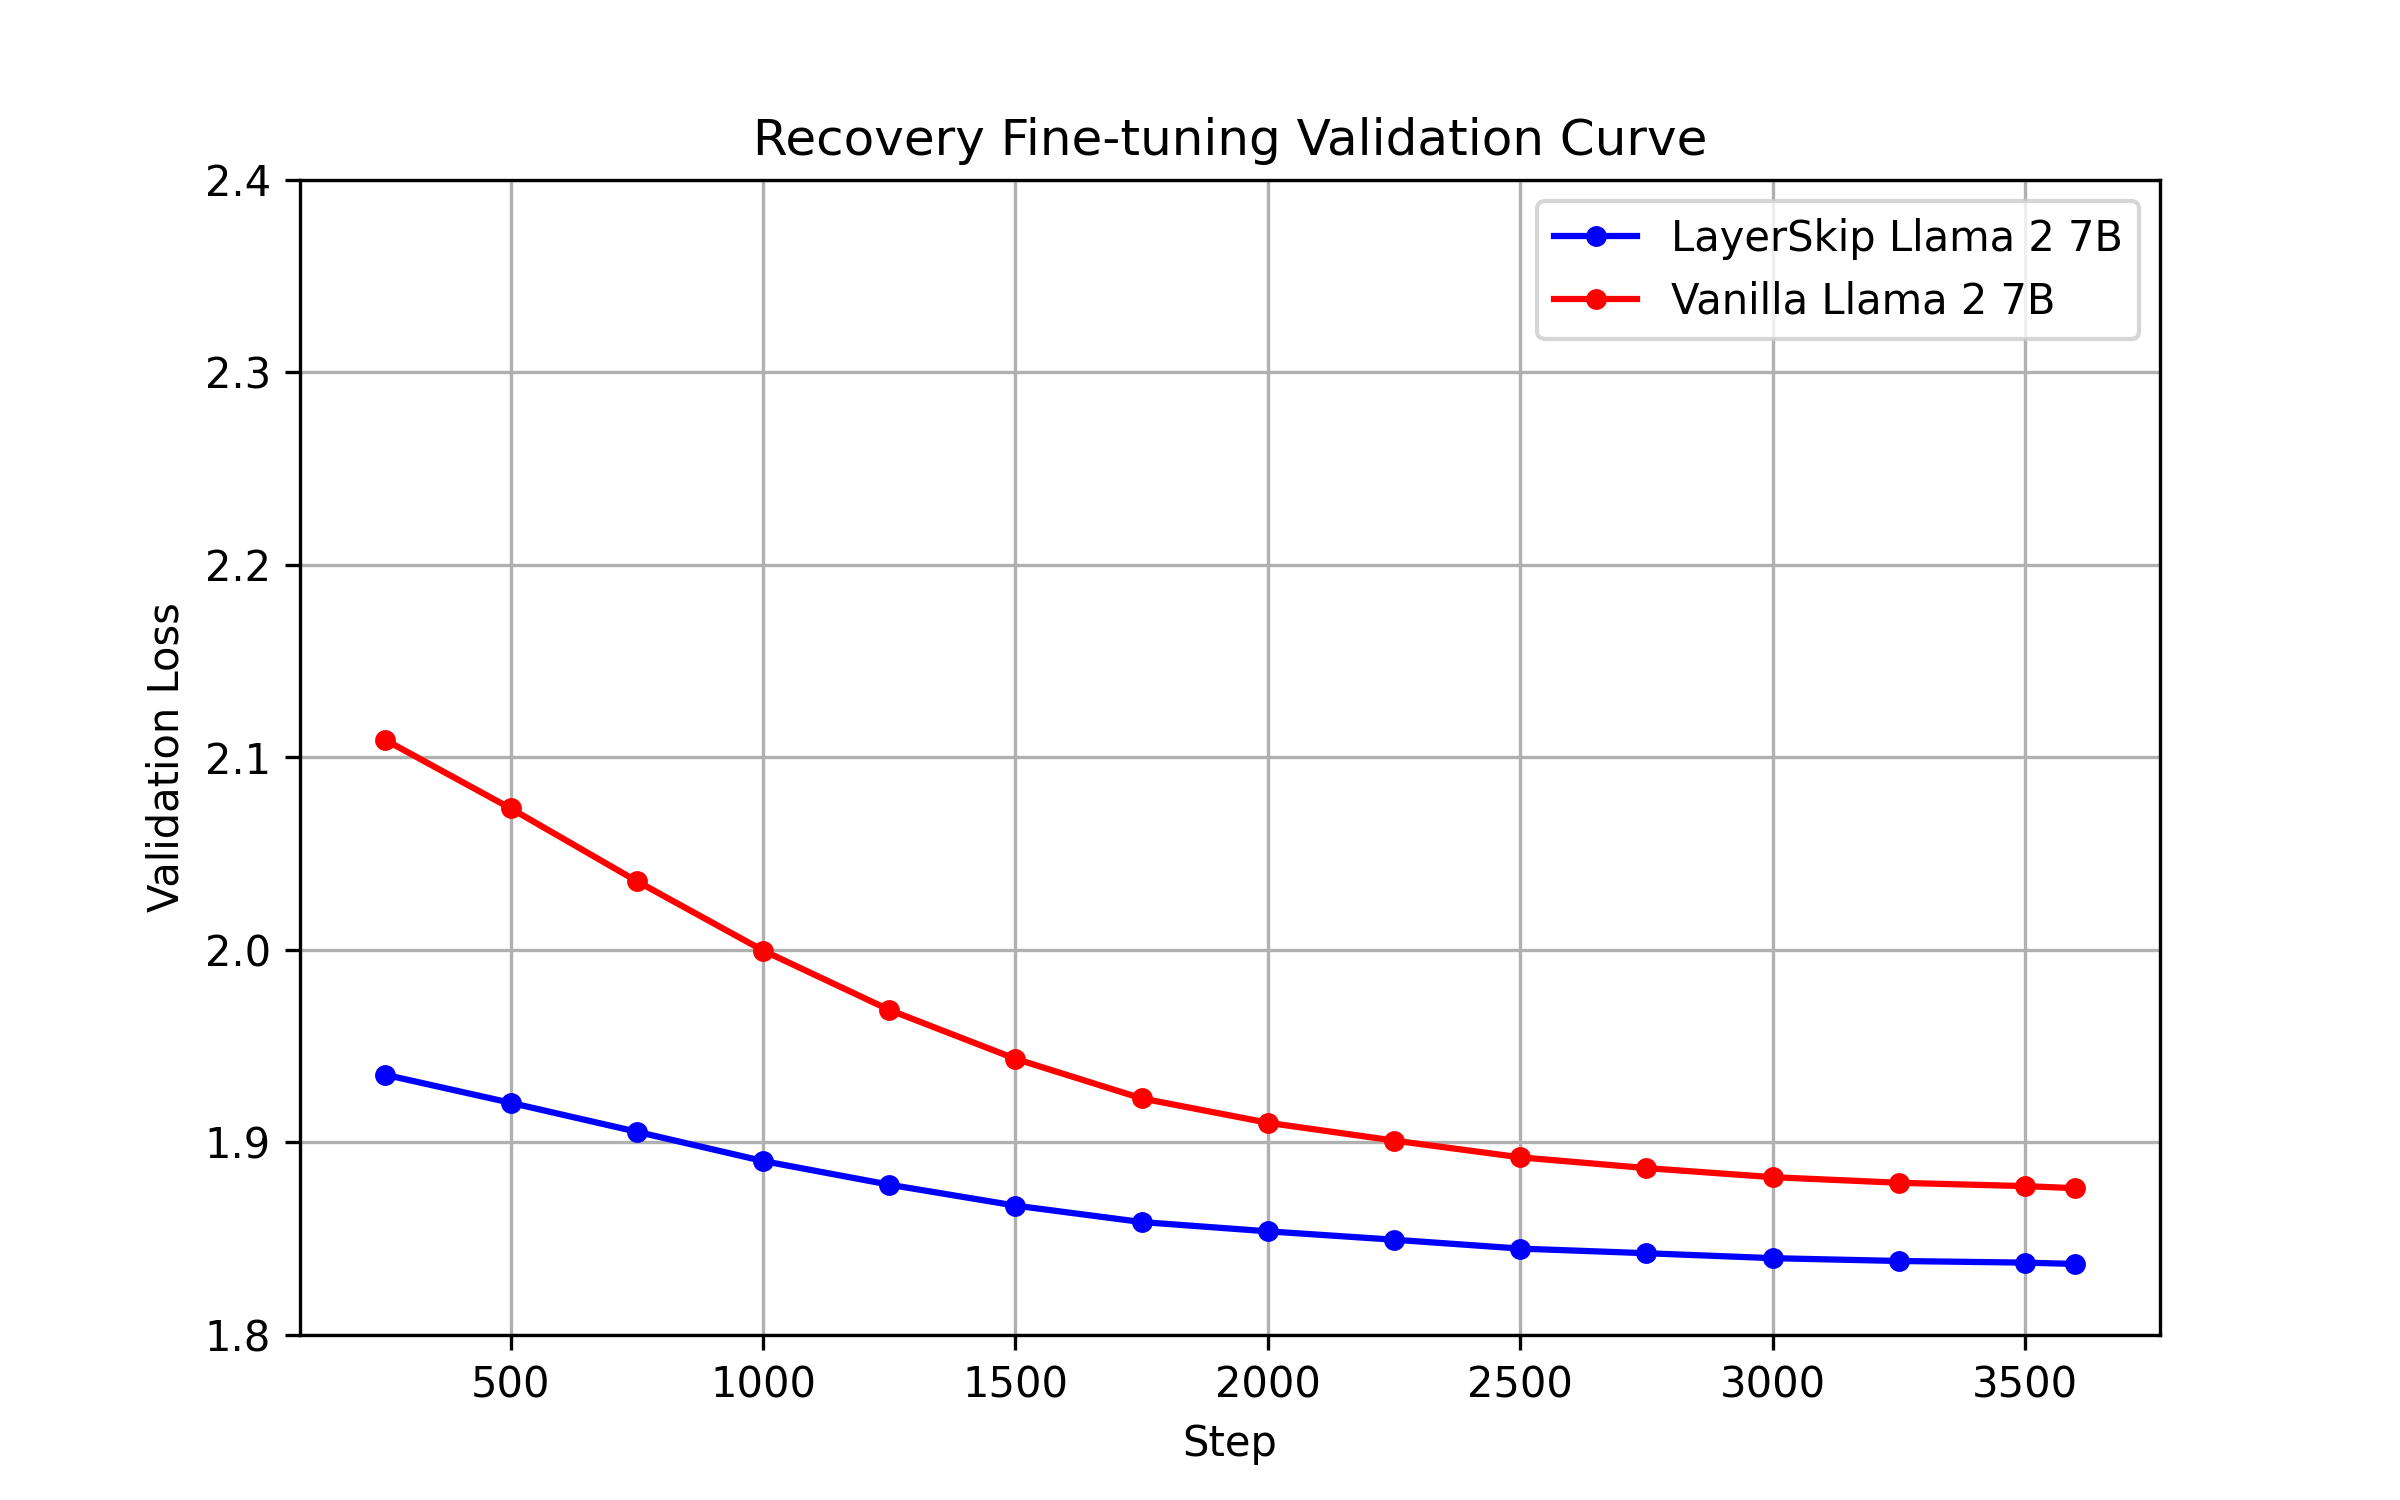 Recovery Fine-tuning Validation Curve
LayerSkip Llama 2 7B
Vanilla Llama 2 7B
Validation Loss
2.4
2.3
2.2
2.1
2.0
1.9
1.8
500 1000 1500 2000 2500 3000 3500
Step